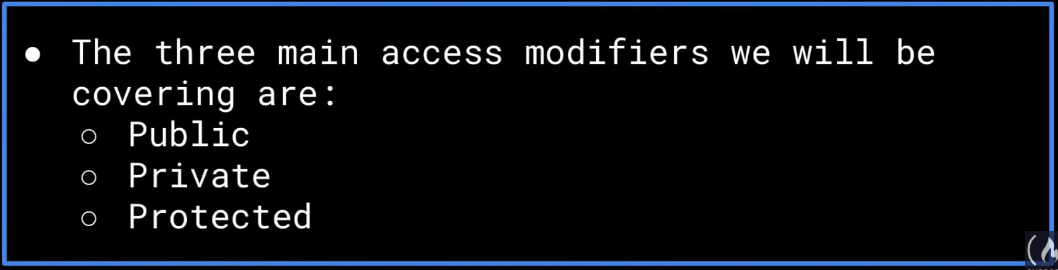 ● The three main access modifiers we will be
covering are:
○ Public
○ Private
○ Protected